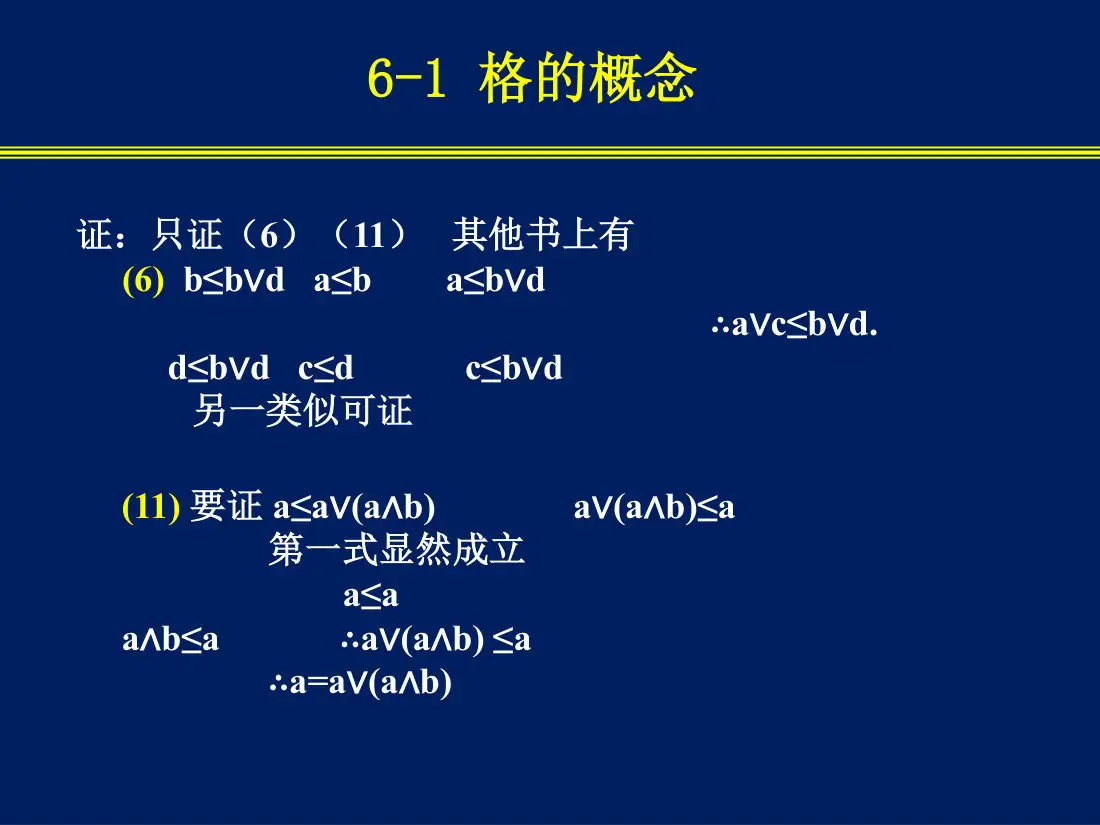 6-1 格的概念
证：只证（6）（11） 其他书上有
(6) b≤b∨d a≤b a≤b∨d
∴a∨c≤b∨d.
d≤b∨d c≤d c≤b∨d
另一类似可证
(11) 要证 a≤a∨(a∧b) a∨(a∧b)≤a
第一式显然成立
a≤a
a∧b≤a ∴a∨(a∧b) ≤a
∴a=a∨(a∧b)